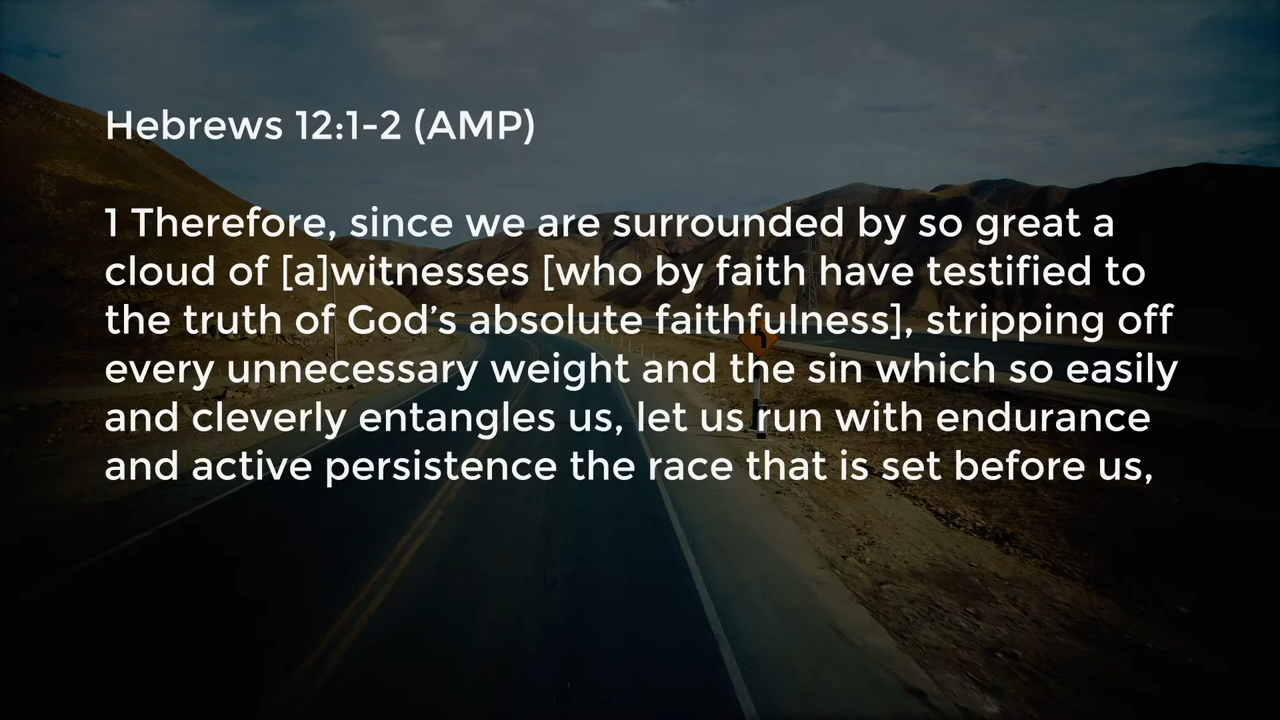 Hebrews 12:1-2 (AMP)
1 Therefore, since we are surrounded by so great a
cloud of [a]witnesses [who by faith have testified to
the truth of God’s absolute faithfulness], stripping off
every unnecessary weight and the sin which so easily
and cleverly entangles us, let us run with endurance
and active persistence the race that is set before us,